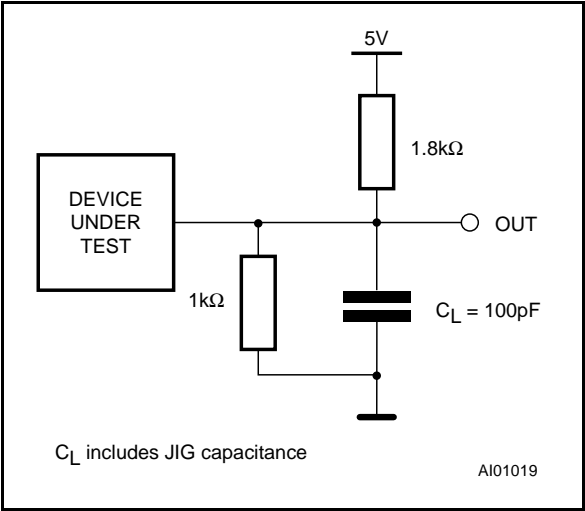 5V
1.8kΩ
DEVICE
UNDER
TEST
OUT
1kΩ
CL = 100pF
CL includes JIG capacitance
AI01019